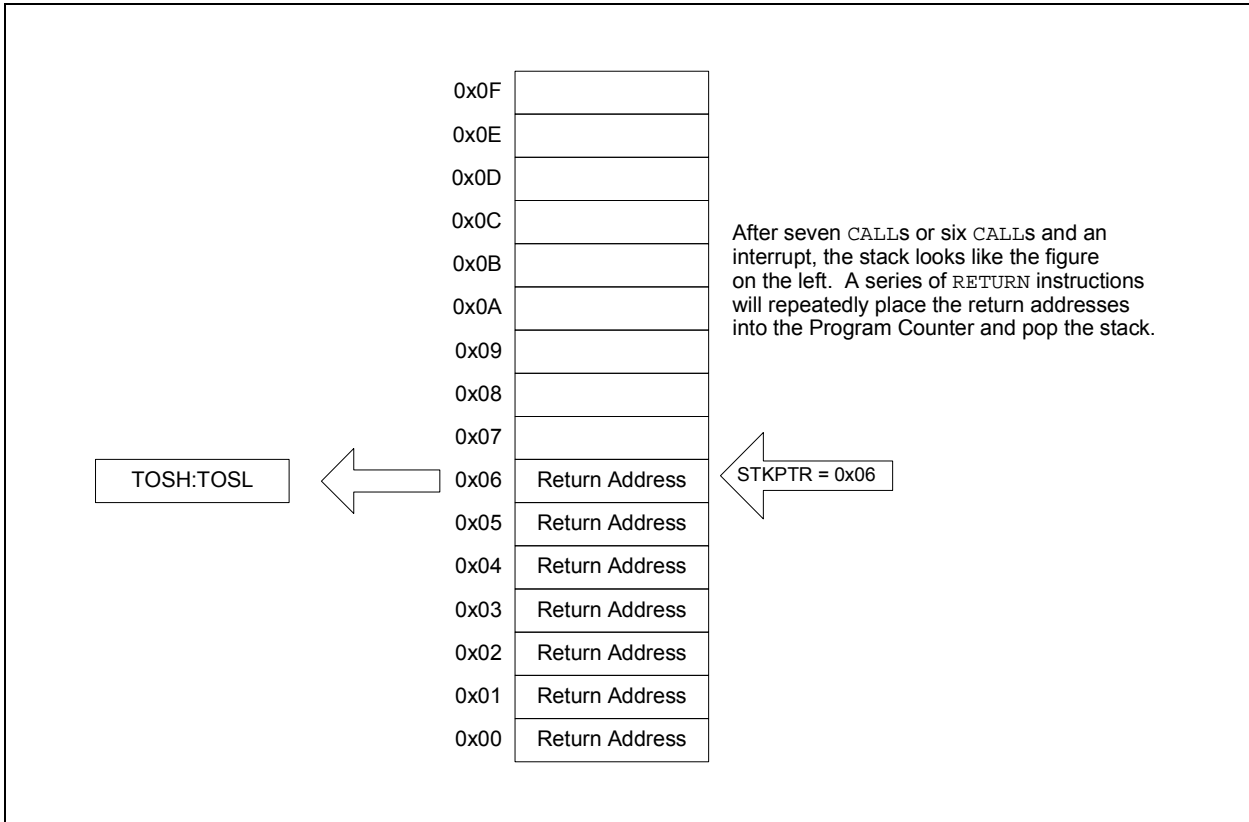 0x0F
0x0E
0x0D
0x0C
0x0B
0x0A
0x09
0x08
0x07
After seven CALLs or six CALLs and an
interrupt, the stack looks like the figure
on the left. A series of RETURN instructions
will repeatedly place the return addresses
into the Program Counter and pop the stack.
TOSH:TOSL
0x06 Return Address
STKPTR = 0x06
0x05 Return Address
0x04 Return Address
0x03 Return Address
0x02 Return Address
0x01 Return Address
0x00 Return Address